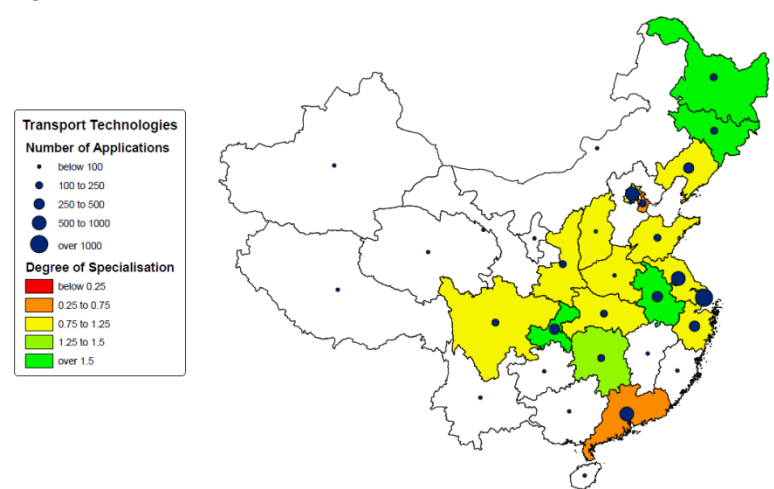 Transport Technologies
Number of Applications
below 100
100 to 250
250 to 500
500 to 1000
over 1000
Degree of Specialisation
below 0.25
0.25 to 0.75
0.75 to 1.25
1.25 to 1.5
over 1.5